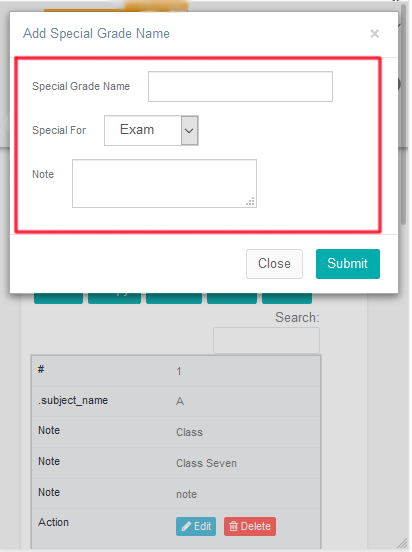 Add Special Grade Name ×
Special Grade Name
Special For Exam
Note
Close Submit
Search:
# 1
.subject_name A
Note Class
Note Class Seven
Note note
Action Edit Delete